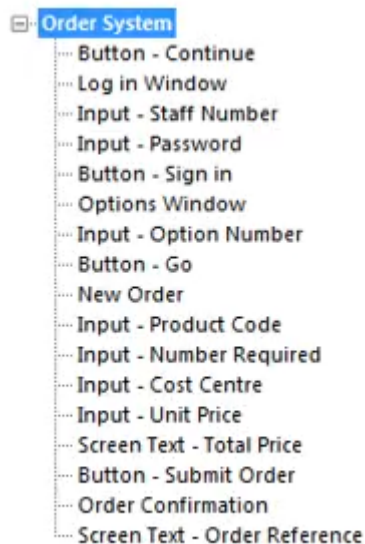 Order System
Button - Continue
Log in Window
Input - Staff Number
Input - Password
Button - Sign in
Options Window
Input - Option Number
Button - Go
New Order
Input - Product Code
Input - Number Required
Input - Cost Centre
Input - Unit Price
Screen Text - Total Price
Button - Submit Order
Order Confirmation
Screen Text - Order Reference